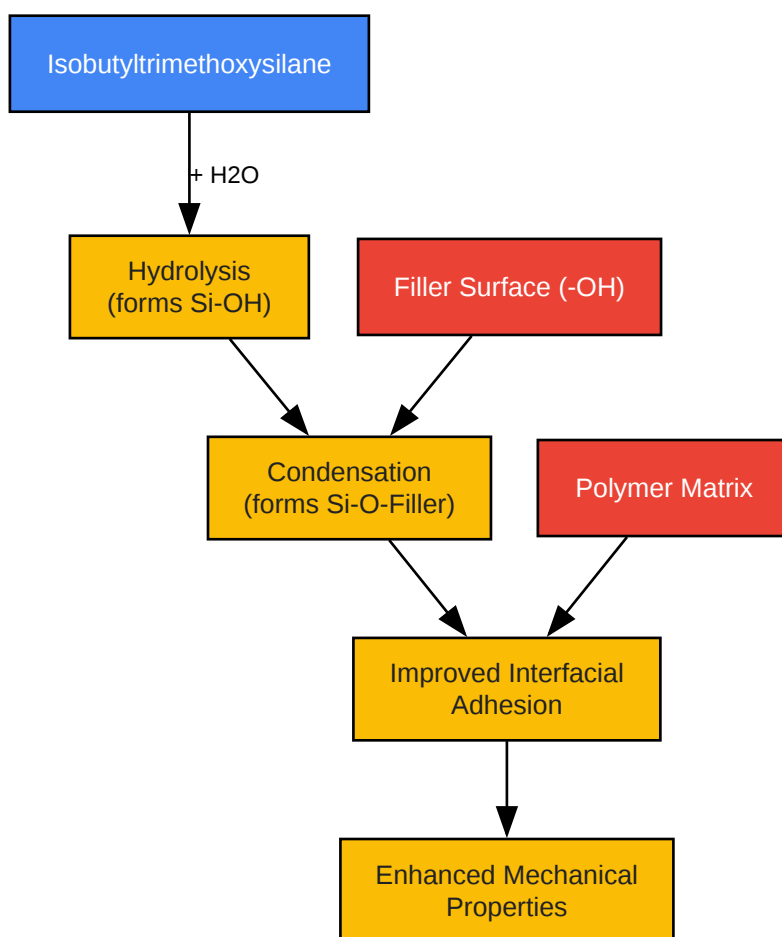 Isobutyltrimethoxysilane
+ H2O
Hydrolysis
(forms Si-OH)
Filler Surface (-OH)
Condensation
(forms Si-O-Filler)
Polymer Matrix
Improved Interfacial
Adhesion
Enhanced Mechanical
Properties